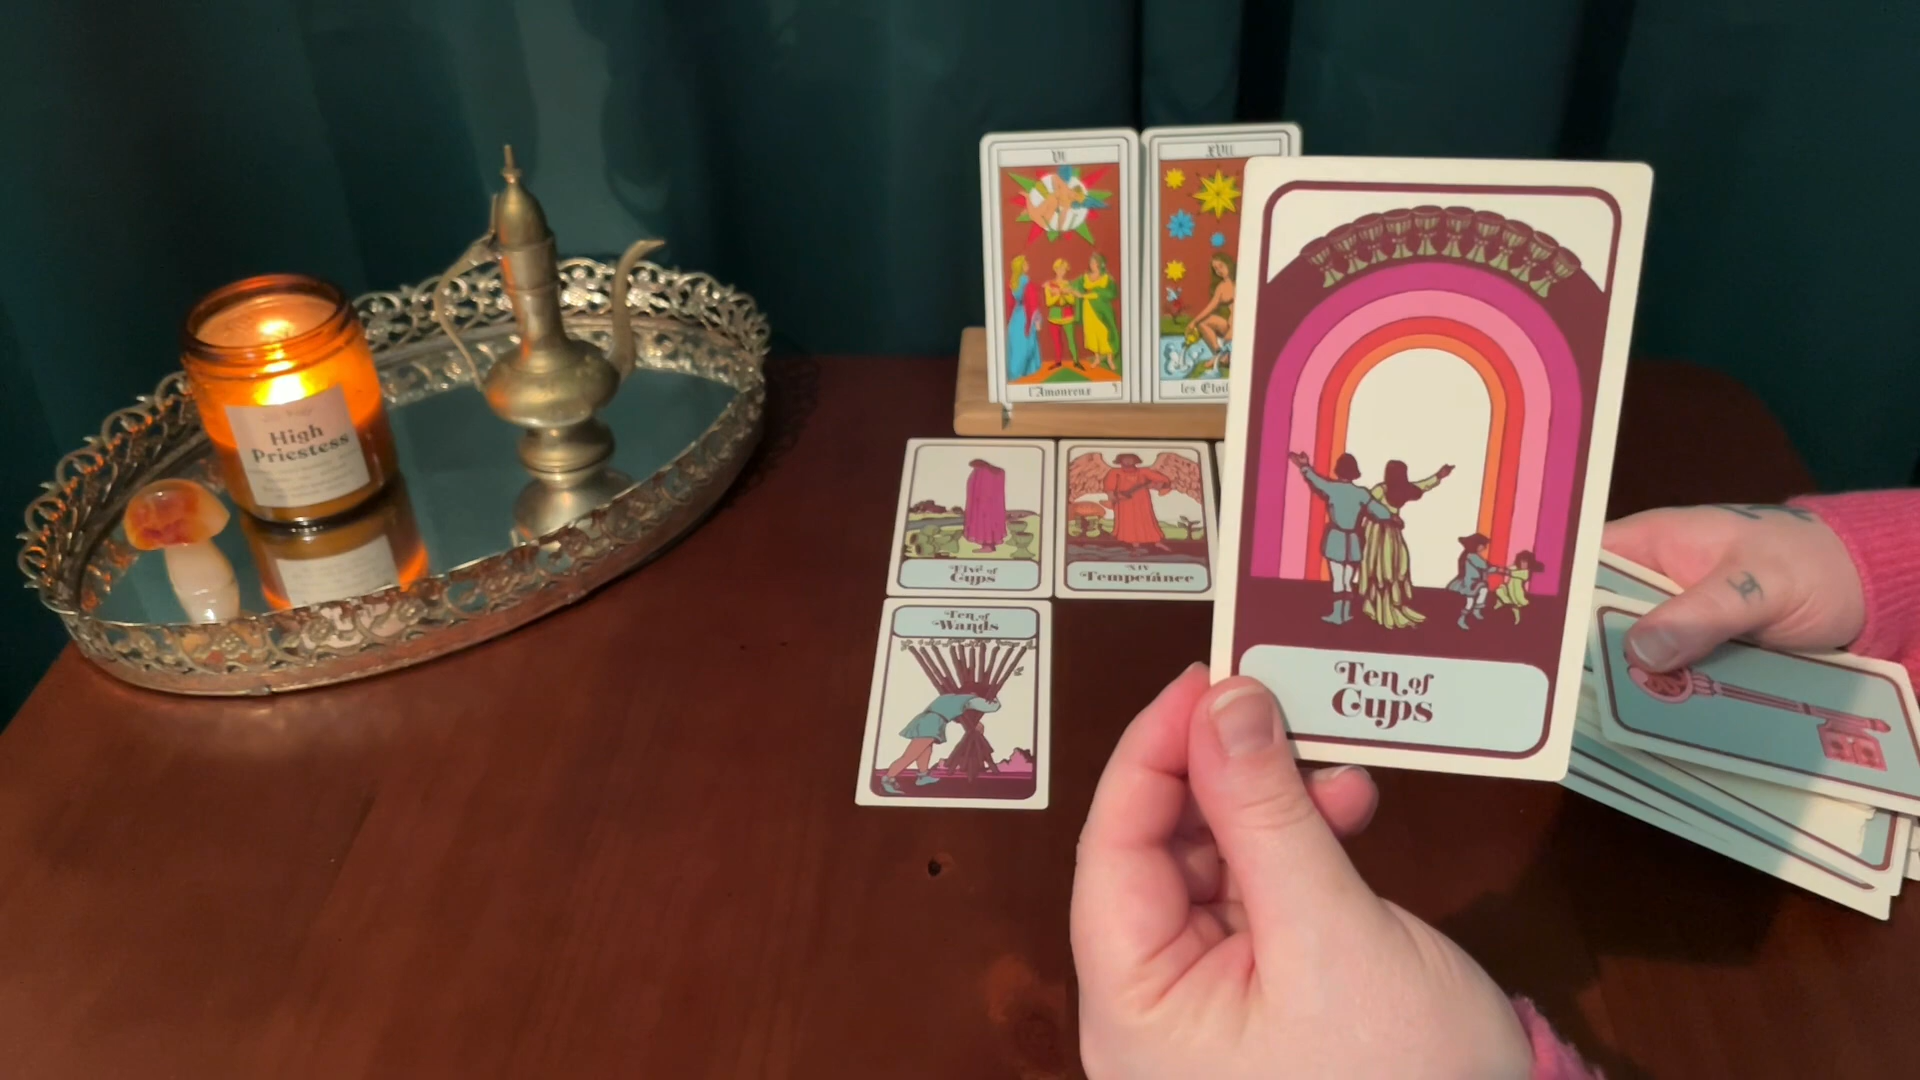 High
Priestess
VI
l'Amoureux
XVII
les Etoil
Five of
Cups
XIV
Temperance
Ten of
Wands
Ten of
Cups